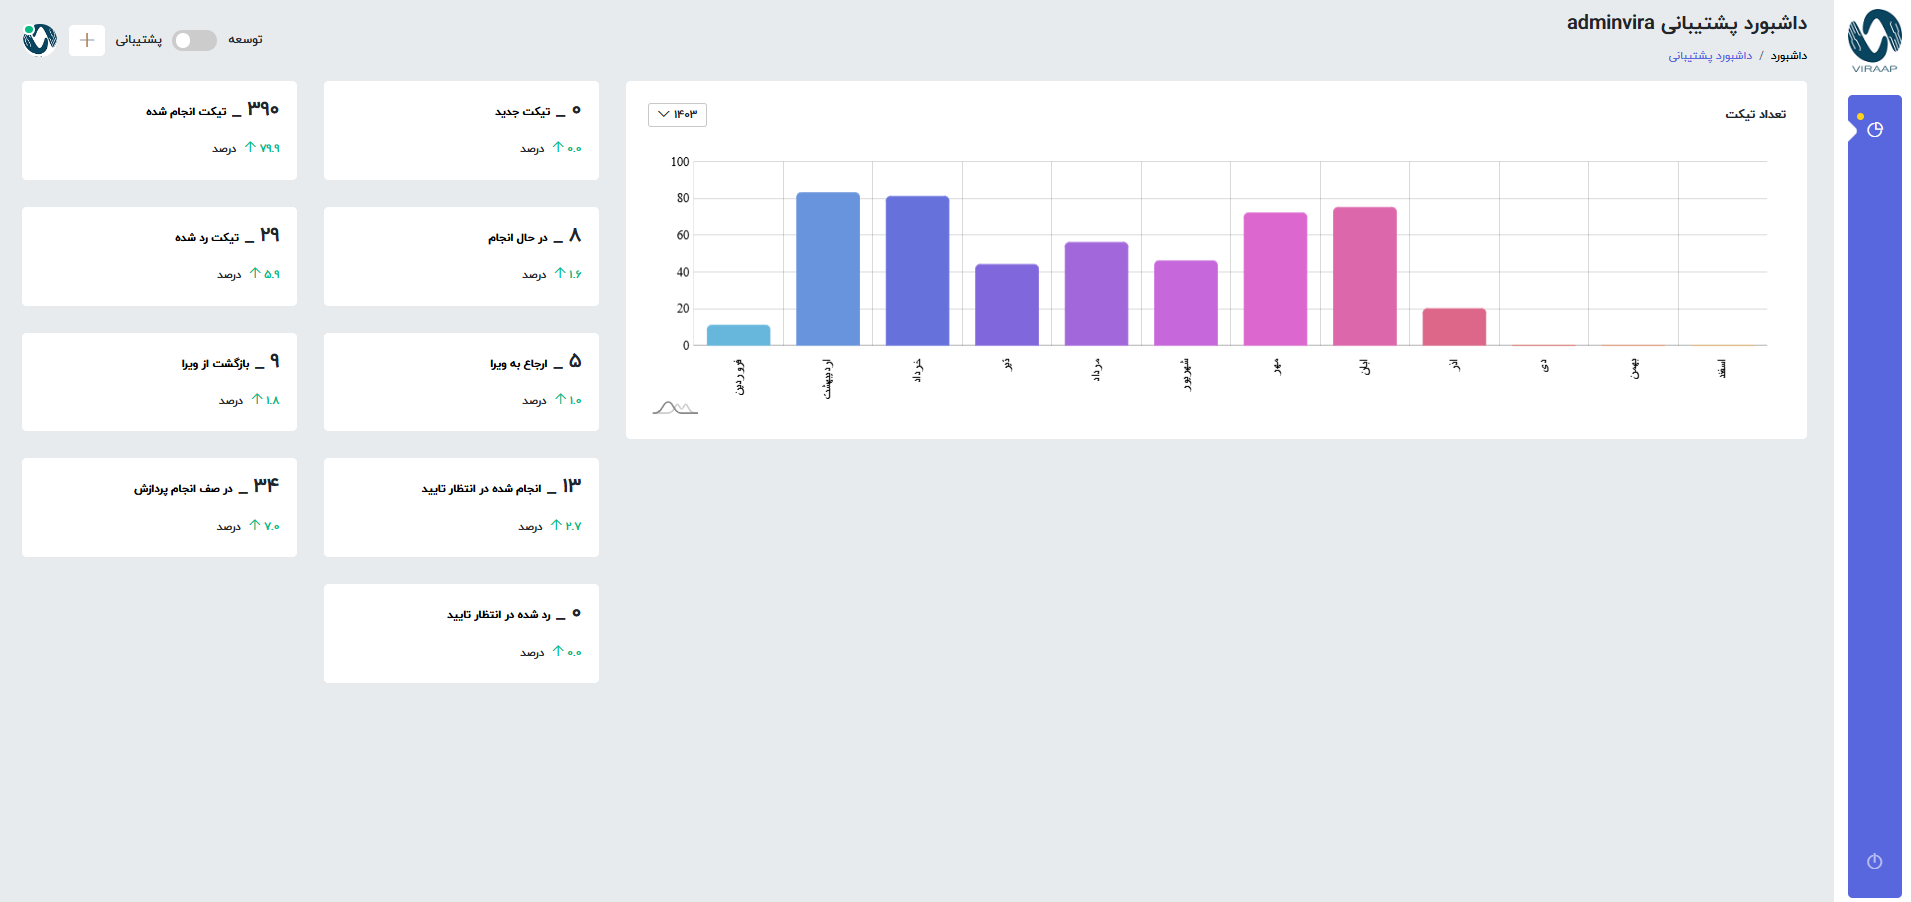 داشبورد پشتیبانی adminvira
داشبورد / داشبورد پشتیبانی
توسعه
پشتیبانی
VIRAAP
تعداد تیکت
۱۴۰۳
100
80
60
40
20
0
فروردین
اردیبهشت
خرداد
تیر
مرداد
شهریور
مهر
آبان
آذر
دی
بهمن
اسفند
۰ _ تیکت جدید
۰.۰ درصد
۳۹۰ _ تیکت انجام شده
۷۹.۹ درصد
۸ _ در حال انجام
۱.۶ درصد
۲۹ _ تیکت رد شده
۵.۹ درصد
۵ _ ارجاع به ویرا
۱.۰ درصد
۹ _ بازگشت از ویرا
۱.۸ درصد
۱۳ _ انجام شده در انتظار تایید
۲.۷ درصد
۳۴ _ در صف انجام پردازش
۷.۰ درصد
۰ _ رد شده در انتظار تایید
۰.۰ درصد